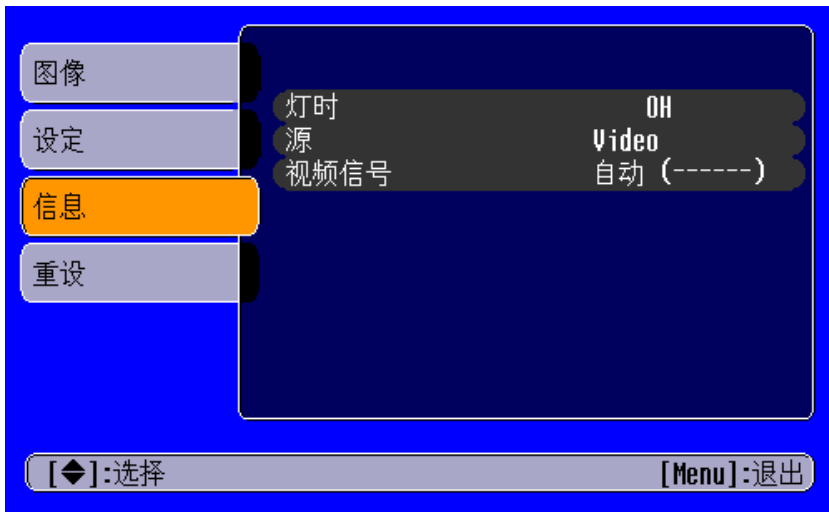 图像
设定
信息
重设
灯时 0H
源 Video
视频信号 自动 (------)
[◆]:选择 [Menu]:退出